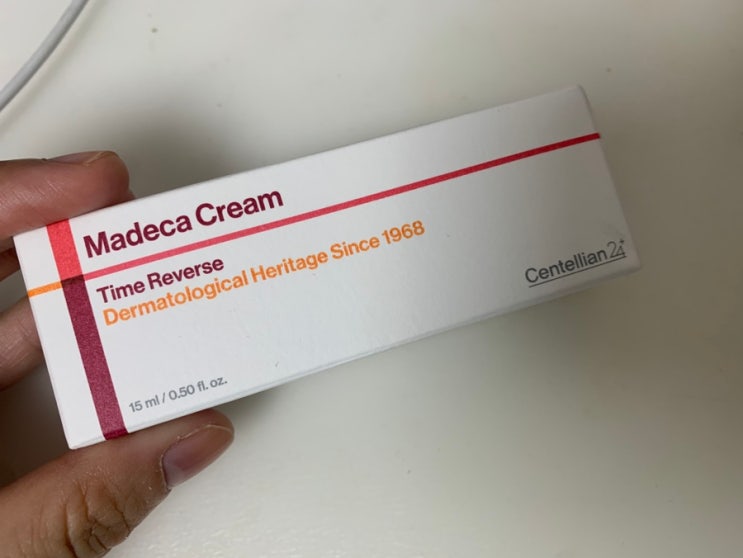 Madeca Cream
Time Reverse
Dermatological Heritage Since 1968
Centellian24+
15 ml / 0.50 fl. oz.